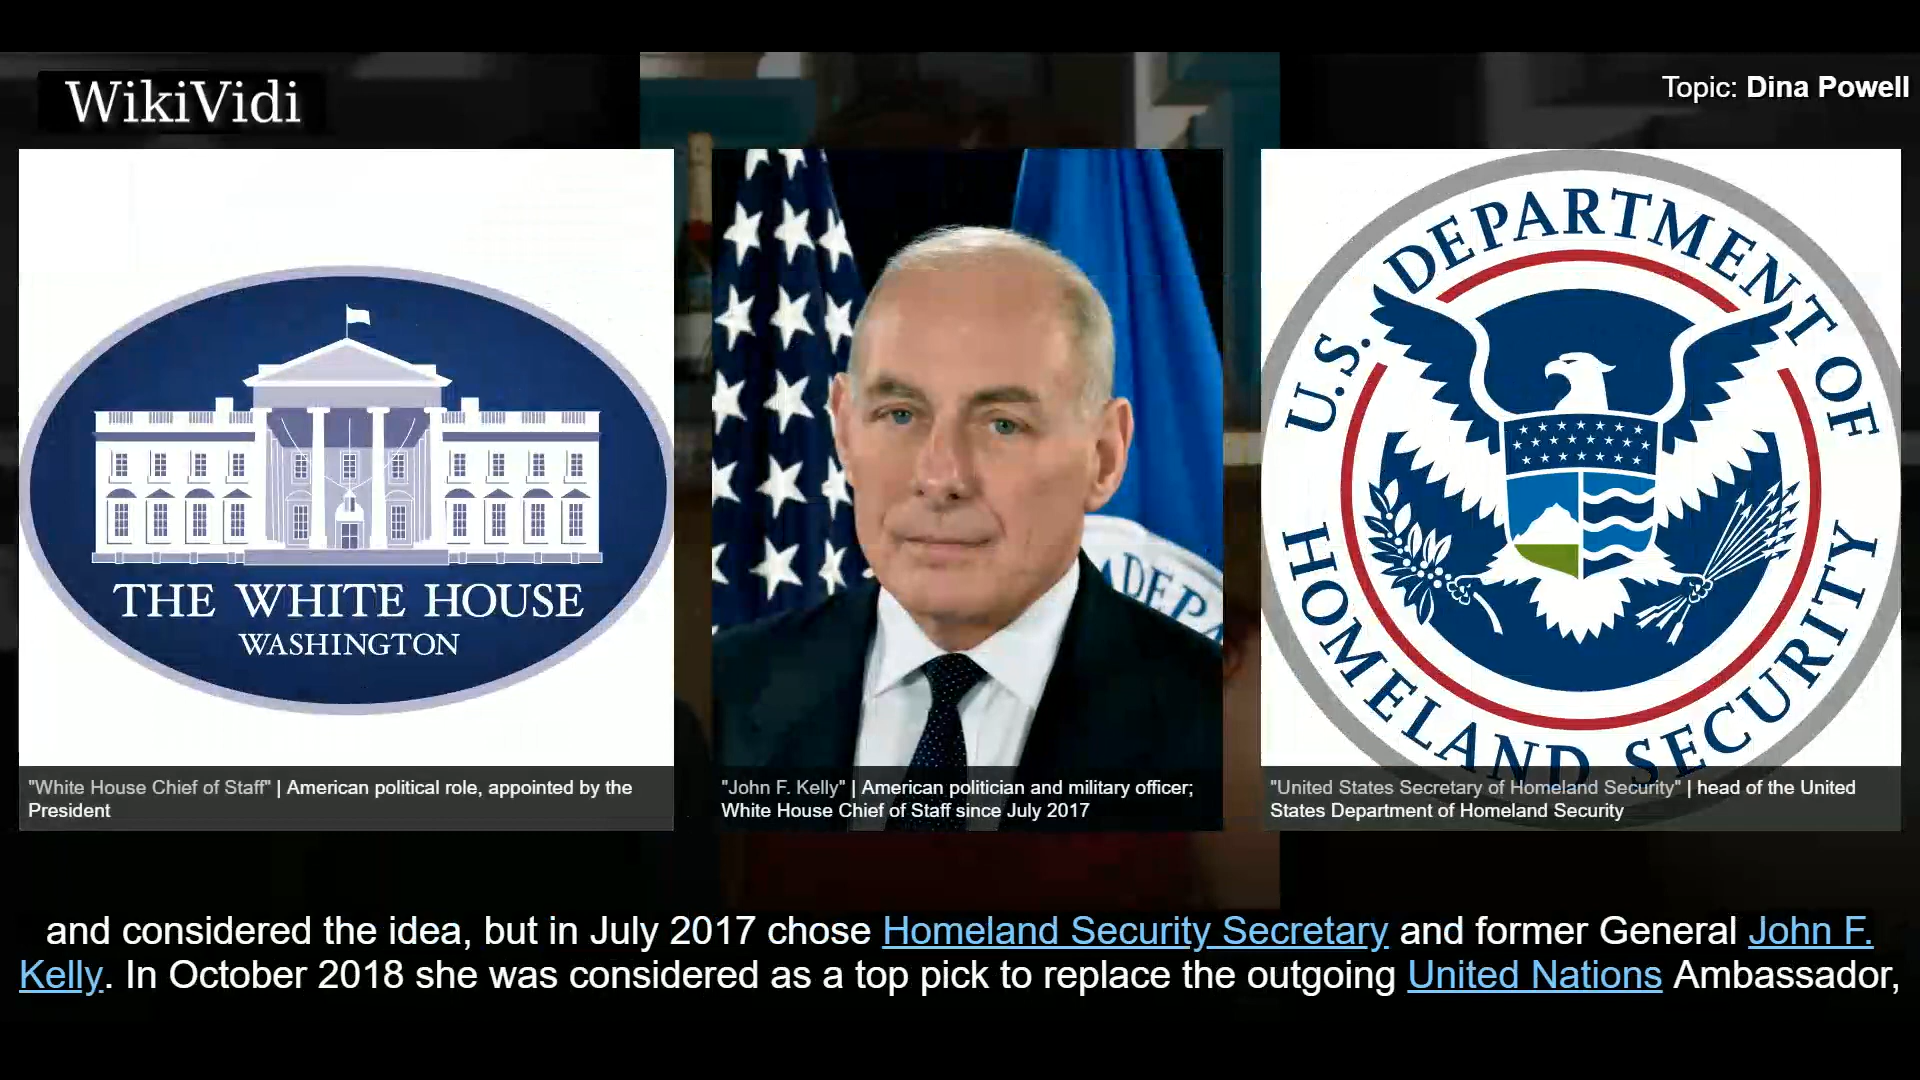 WikiVidi
Topic: Dina Powell
THE WHITE HOUSE
WASHINGTON
"White House Chief of Staff" | American political role, appointed by the
President
DEPA
"John F. Kelly" | American politician and military officer;
White House Chief of Staff since July 2017
U.S. DEPARTMENT OF
HOMELAND SECURITY
"United States Secretary of Homeland Security" | head of the United
States Department of Homeland Security
and considered the idea, but in July 2017 chose Homeland Security Secretary and former General John F.
Kelly. In October 2018 she was considered as a top pick to replace the outgoing United Nations Ambassador,